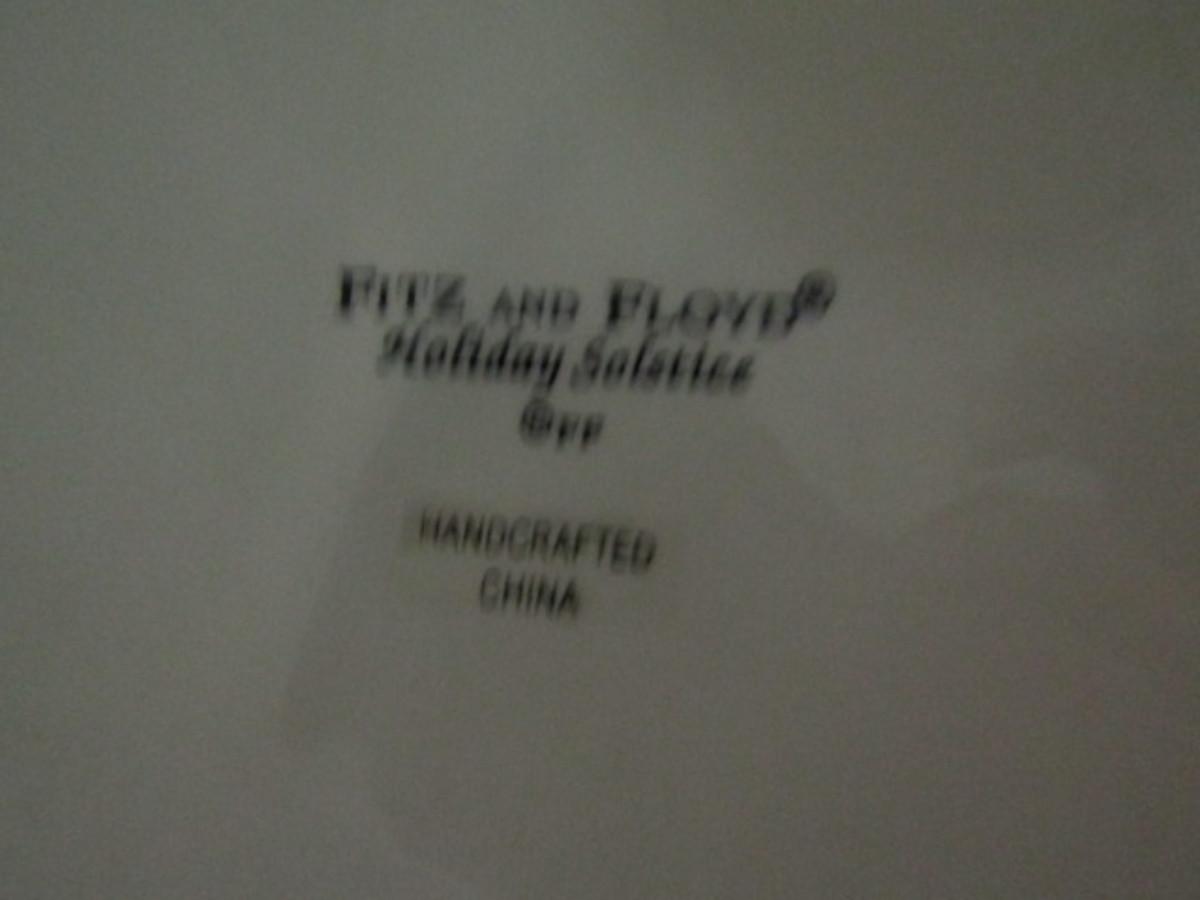 FITZ AND FLOYD®
Holiday Solstice
©FF
HANDCRAFTED
CHINA